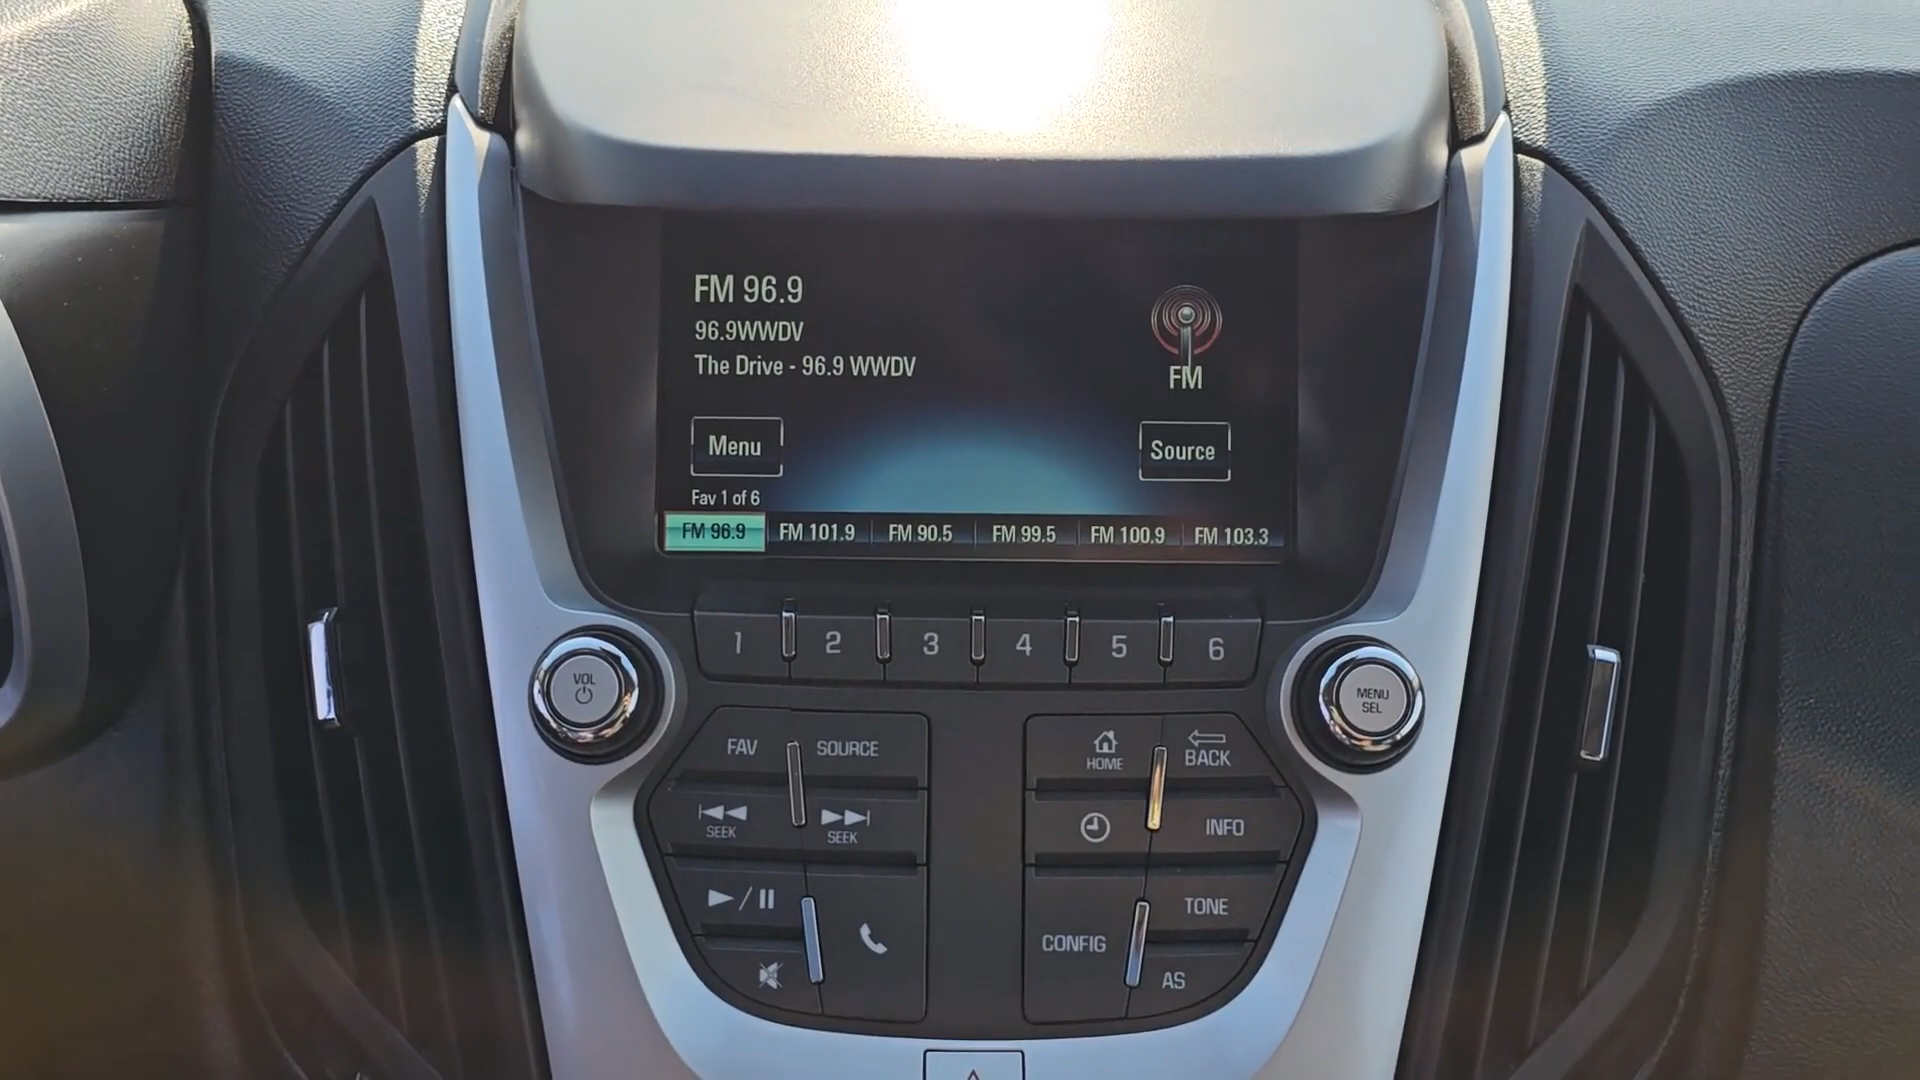 FM 96.9
96.9WWDV
The Drive - 96.9 WWDV
FM
Menu
Source
Fav 1 of 6
FM 96.9 FM 101.9 FM 90.5 FM 99.5 FM 100.9 FM 103.3
1 2 3 4 5 6
VOL
MENU
SEL
FAV SOURCE
SEEK SEEK
HOME BACK
INFO
CONFIG TONE
AS